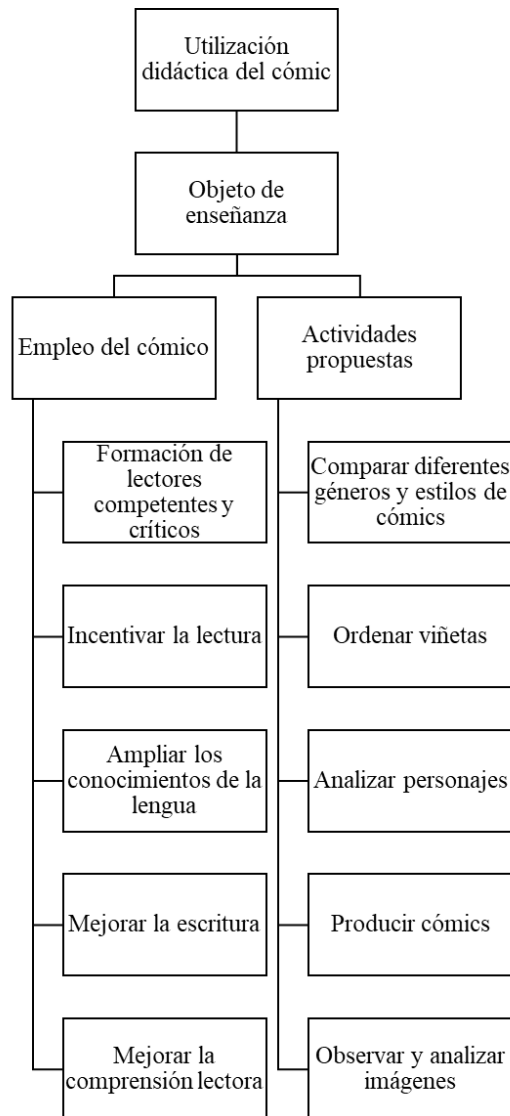 Utilización
didáctica del cómic
Objeto de
enseñanza
Empleo del cómico
Actividades
propuestas
Formación de
lectores
competentes y
críticos
Comparar diferentes
géneros y estilos de
cómics
Incentivar la lectura
Ordenar viñetas
Ampliar los
conocimientos de la
lengua
Analizar personajes
Mejorar la escritura
Producir cómics
Mejorar la
comprensión lectora
Observar y analizar
imágenes